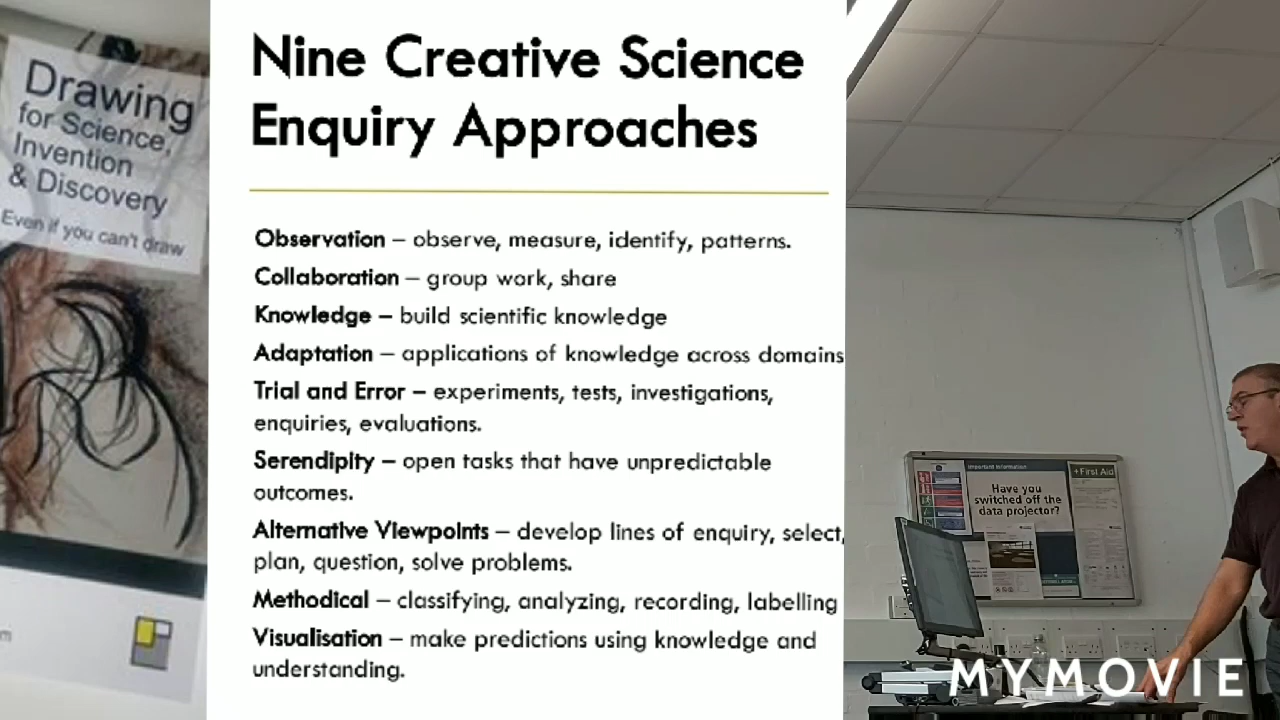 Drawing
for Science,
Invention
& Discovery
Even if you can't draw
Nine Creative Science
Enquiry Approaches
Observation – observe, measure, identify, patterns.
Collaboration – group work, share
Knowledge – build scientific knowledge
Adaptation – applications of knowledge across domains
Trial and Error – experiments, tests, investigations,
enquiries, evaluations.
Serendipity – open tasks that have unpredictable
outcomes.
Alternative Viewpoints – develop lines of enquiry, select,
plan, question, solve problems.
Methodical – classifying, analyzing, recording, labelling
Visualisation – make predictions using knowledge and
understanding.
Important Information
+First Aid
Have you
switched off the
data projector?
MYMOVIE